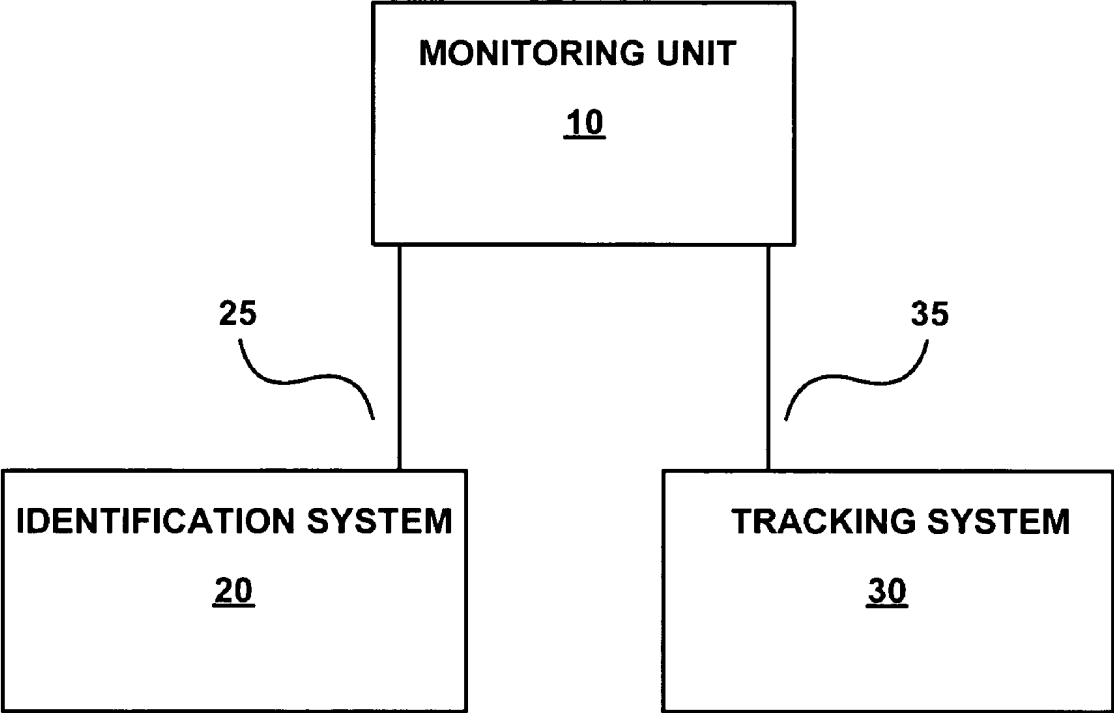 MONITORING UNIT
10
25
35
IDENTIFICATION SYSTEM
20
TRACKING SYSTEM
30